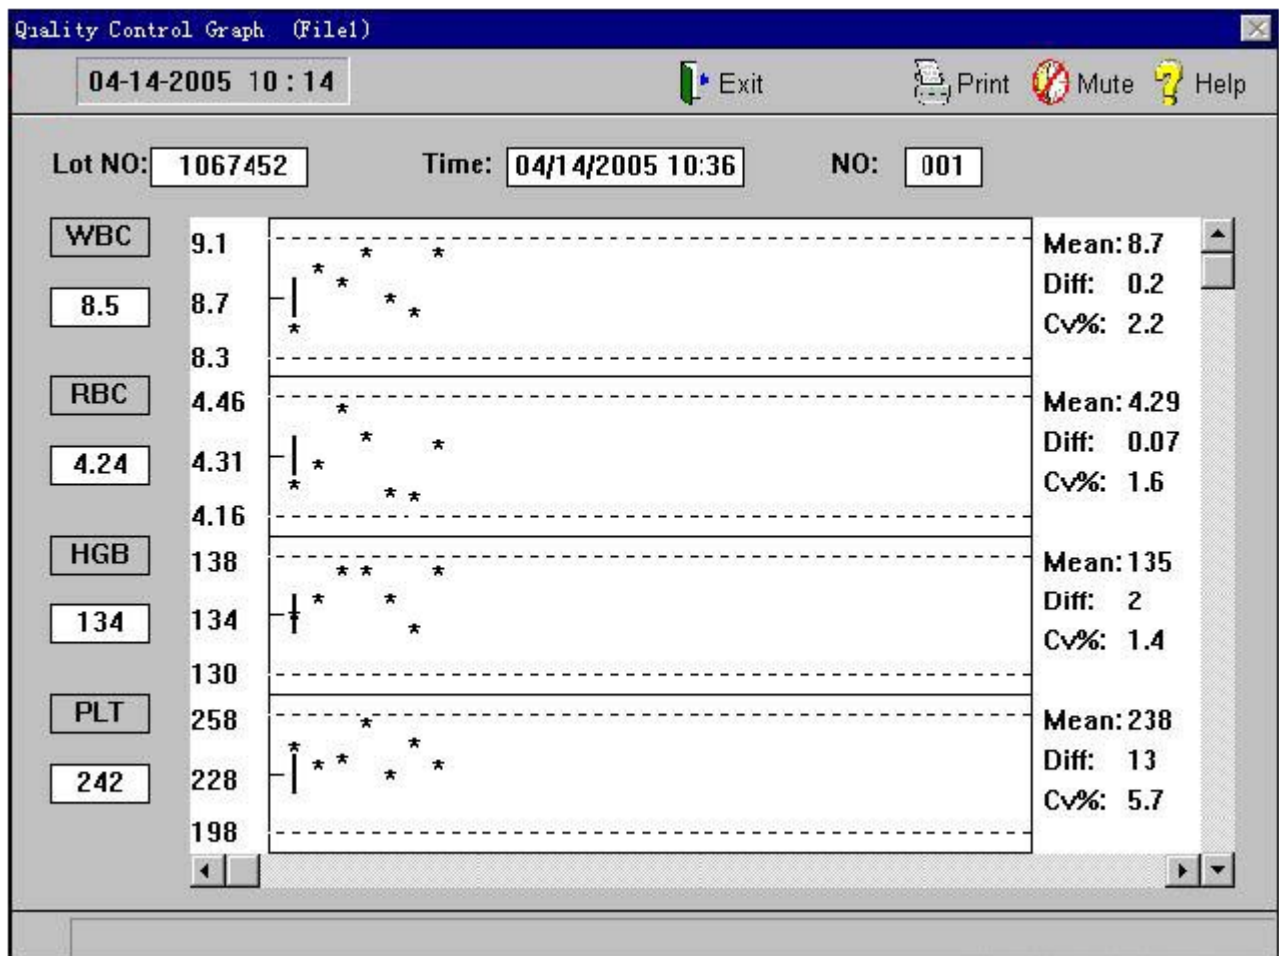 Quality Control Graph (File1)
04-14-2005 10:14 Exit Print Mute Help
Lot NO: 1067452 Time: 04/14/2005 10:36 NO: 001
WBC
8.5
9.1
8.7
8.3
Mean: 8.7
Diff: 0.2
Cv%: 2.2
RBC
4.24
4.46
4.31
4.16
Mean: 4.29
Diff: 0.07
Cv%: 1.6
HGB
134
138
134
130
Mean: 135
Diff: 2
Cv%: 1.4
PLT
242
258
228
198
Mean: 238
Diff: 13
Cv%: 5.7